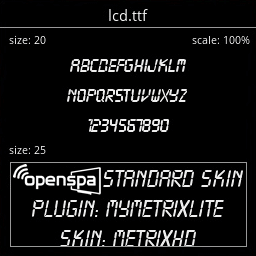 lcd.ttf
size: 20 scale: 100%
ABCDEFGHIJKLM
NOPQRSTUVWXYZ
1234567890
size: 25
openspa STANDARD SKIN
PLUGIN: MYMETRIXLITE
SKIN: METRIXHD